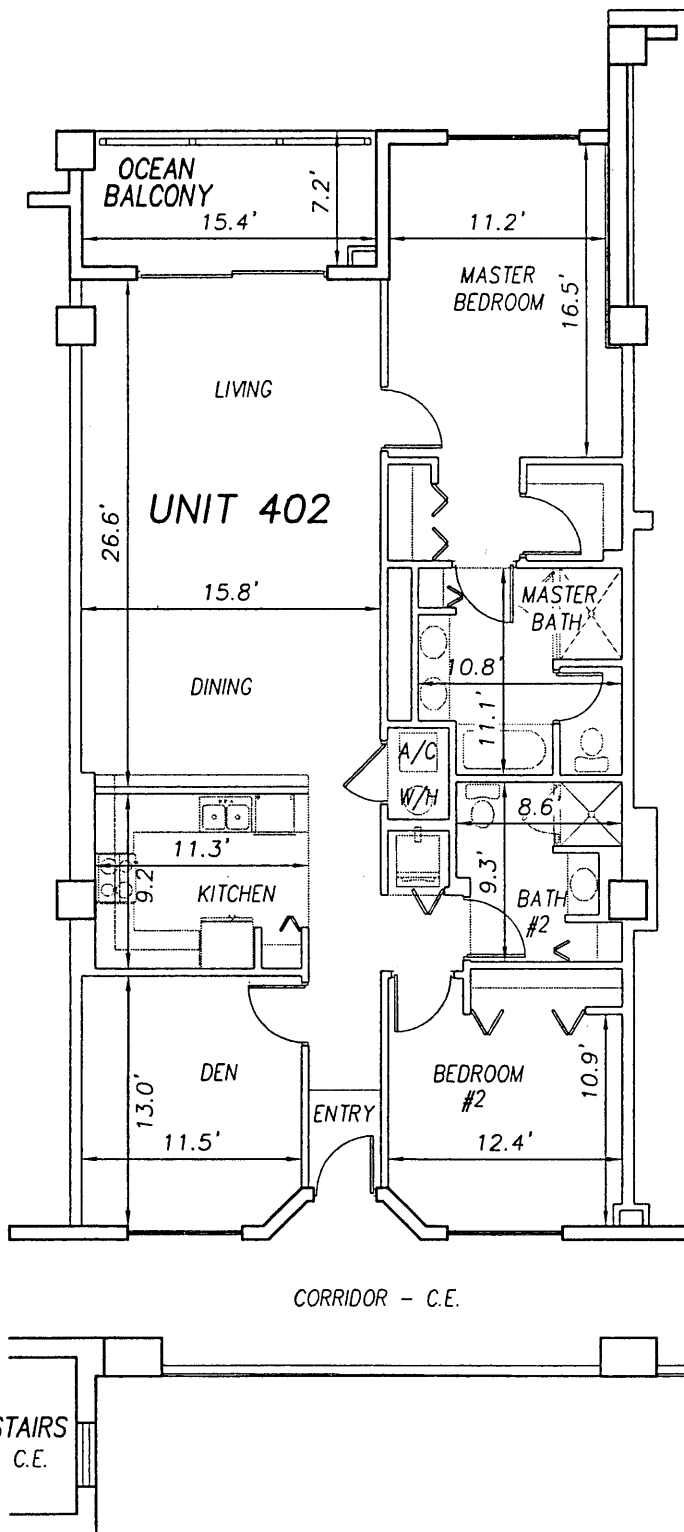 OCEAN
BALCONY
7.2'
15.4'
11.2'
MASTER
BEDROOM
16.5'
LIVING
UNIT 402
26.6'
15.8'
MASTER
BATH
10.8'
DINING
11.1'
A/C
W/H
8.6'
11.3'
9.2'
KITCHEN
9.3'
BATH
#2
DEN
BEDROOM
#2
10.9'
13.0'
ENTRY
11.5'
12.4'
CORRIDOR - C.E.
STAIRS
C.E.